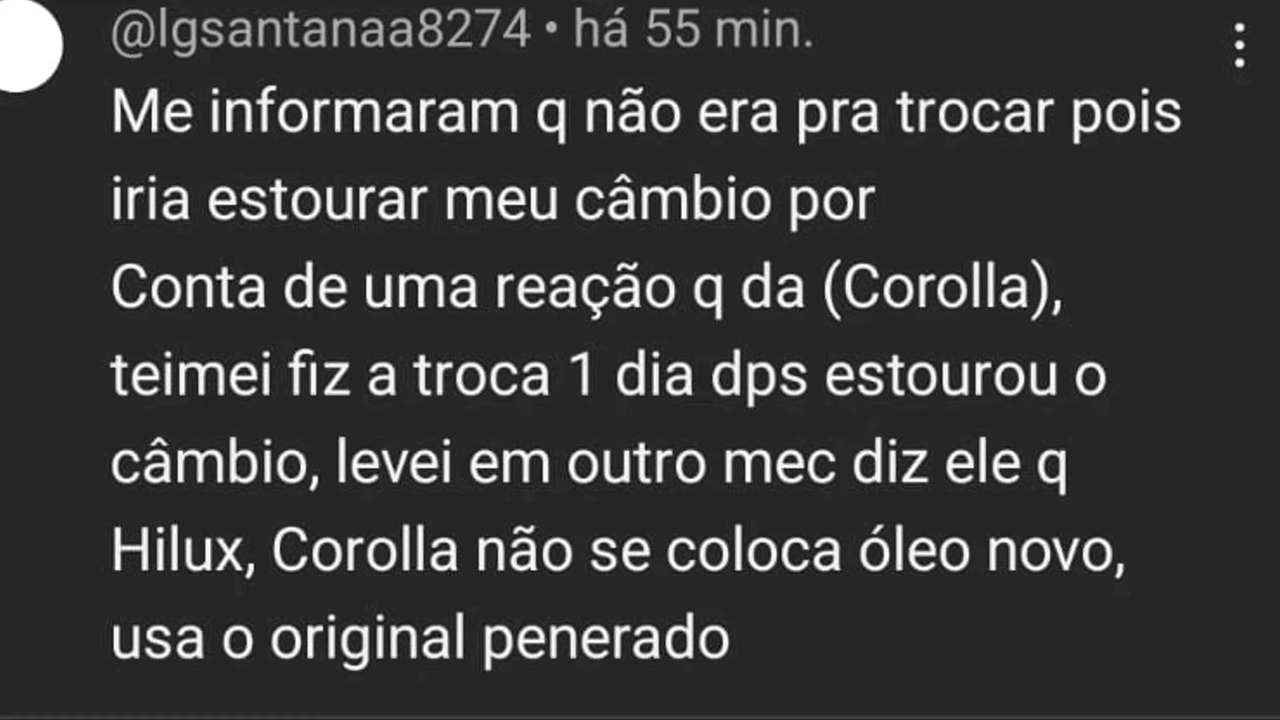 @lgsantanaa8274 • há 55 min.
Me informaram q não era pra trocar pois
iria estourar meu câmbio por
Conta de uma reação q da (Corolla),
teimei fiz a troca 1 dia dps estourou o
câmbio, levei em outro mec diz ele q
Hilux, Corolla não se coloca óleo novo,
usa o original penerado